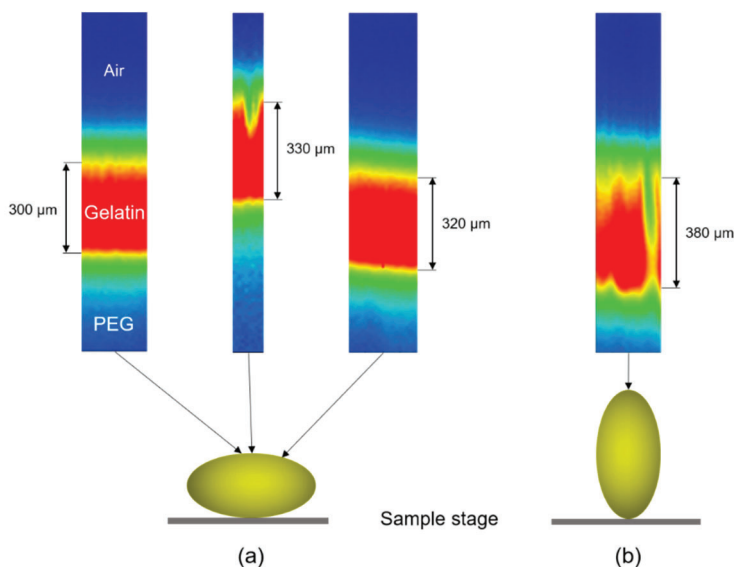 Air
Gelatin
PEG
300 µm
330 µm
320 µm
380 µm
Sample stage
(a)
(b)